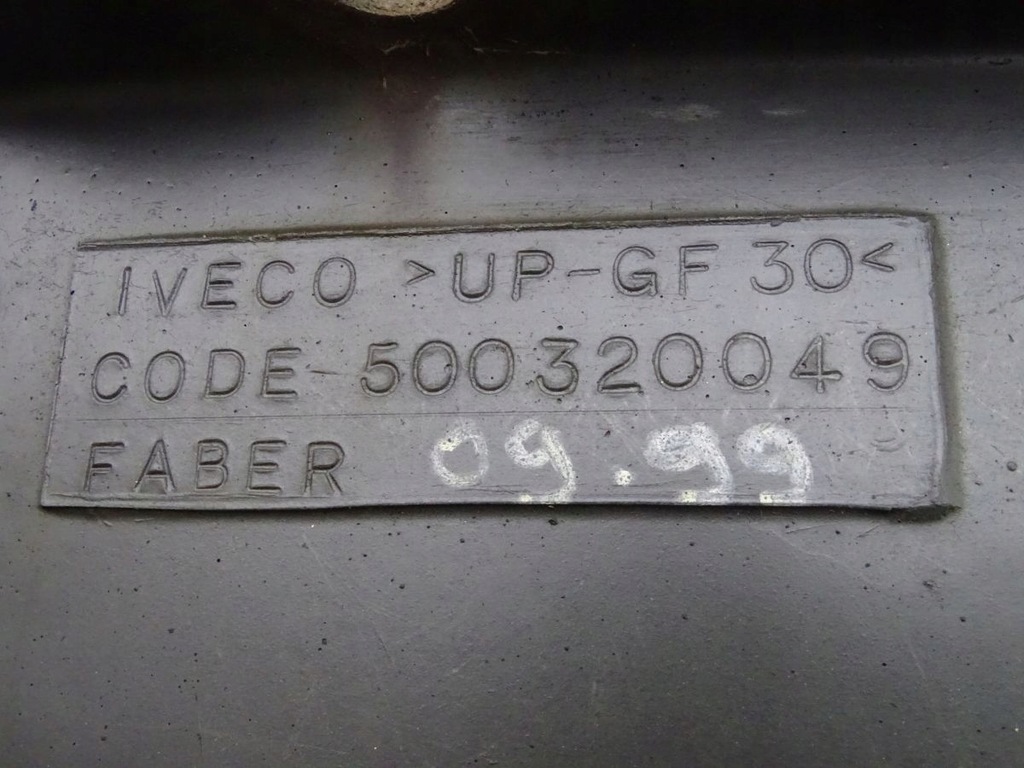 IVECO >UP-GF 30<
CODE 500320049
FABER 09.99